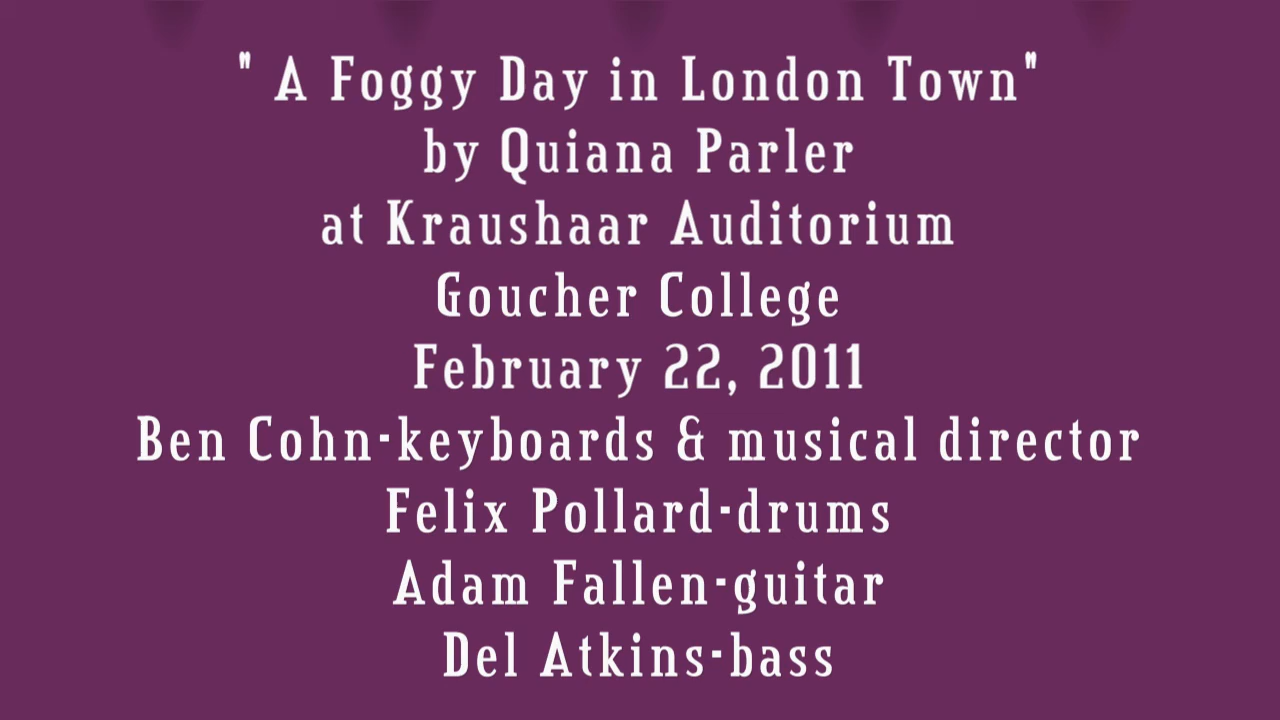 " A Foggy Day in London Town"
by Quiana Parler
at Kraushaar Auditorium
Goucher College
February 22, 2011
Ben Cohn-keyboards & musical director
Felix Pollard-drums
Adam Fallen-guitar
Del Atkins-bass